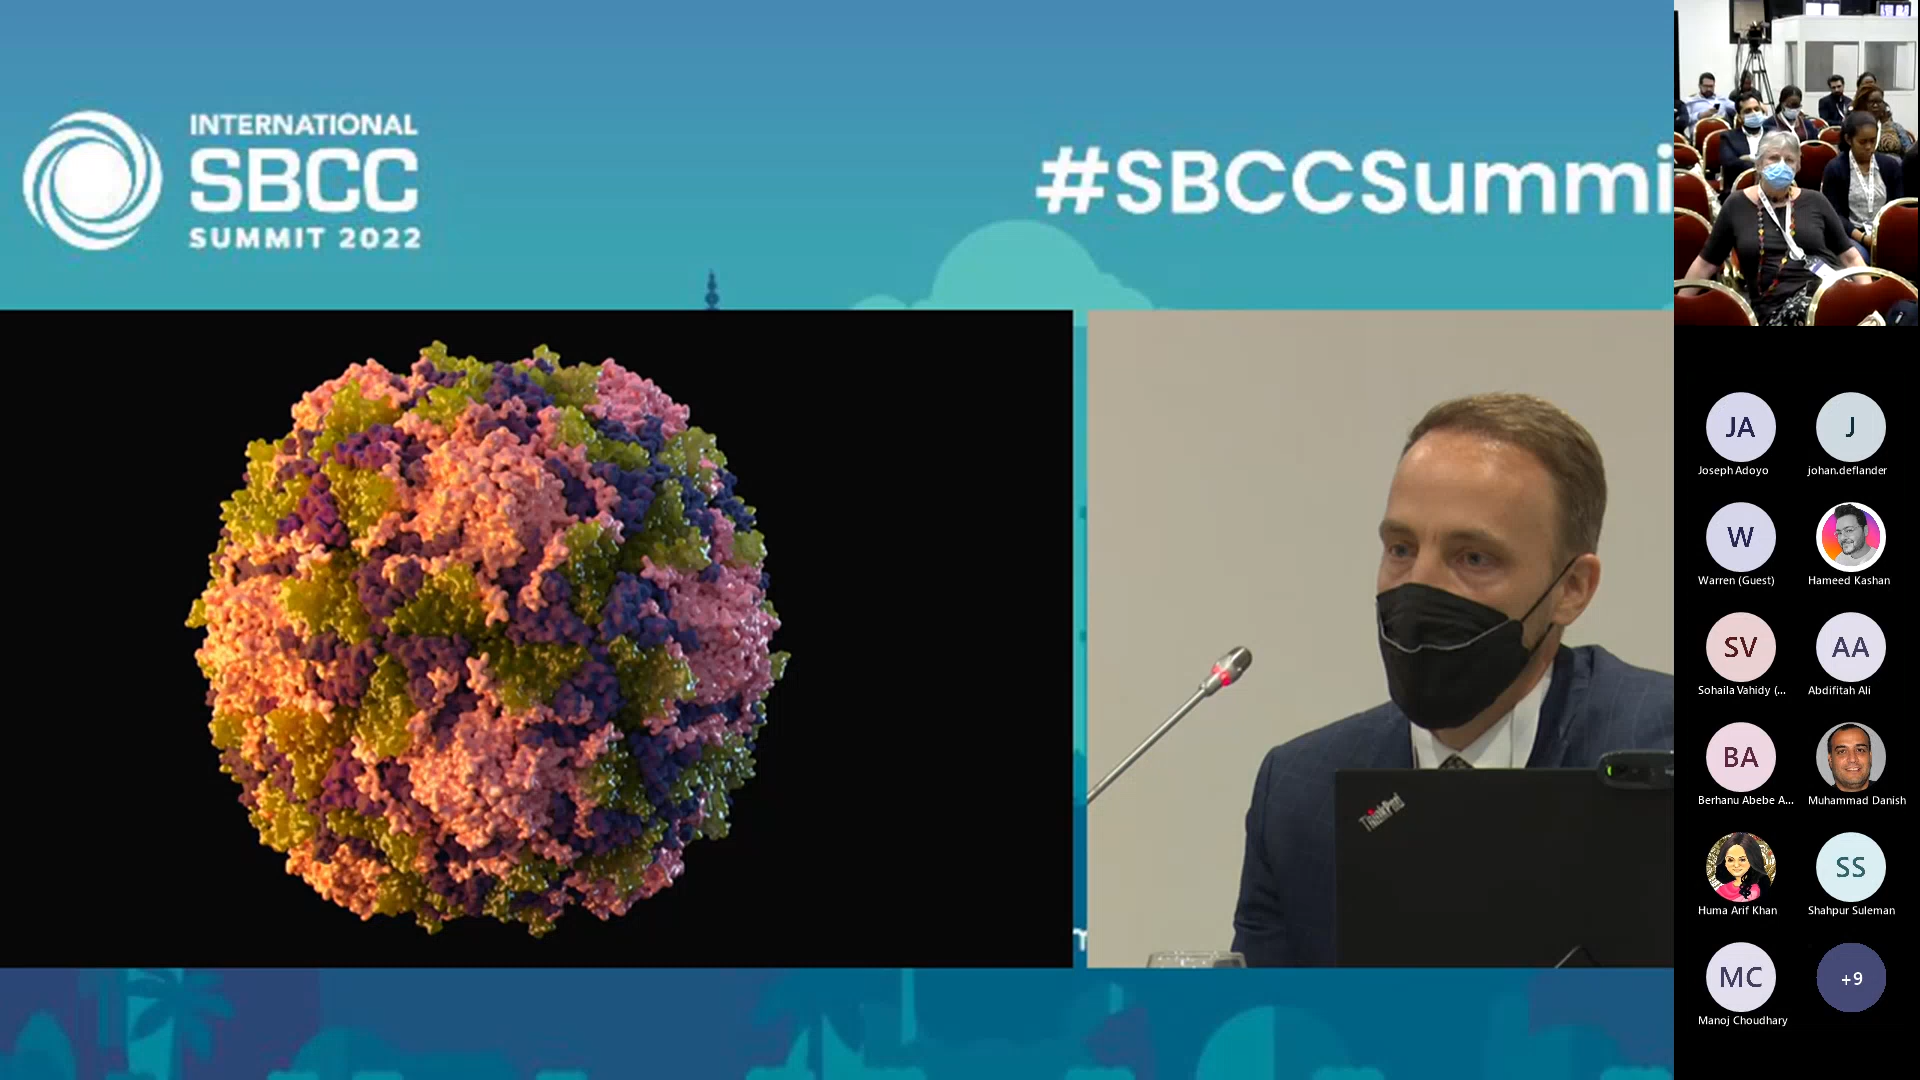 INTERNATIONAL
SBCC
SUMMIT 2022
#SBCCSummi
ThinkPad
JA
Joseph Adoyo
J
johan.deflander
W
Warren (Guest)
Hameed Kashan
SV
Sohaila Vahidy (...
AA
Abdifitah Ali
BA
Berhanu Abebe A...
Muhammad Danish
Huma Arif Khan
SS
Shahpur Suleman
MC
Manoj Choudhary
+9